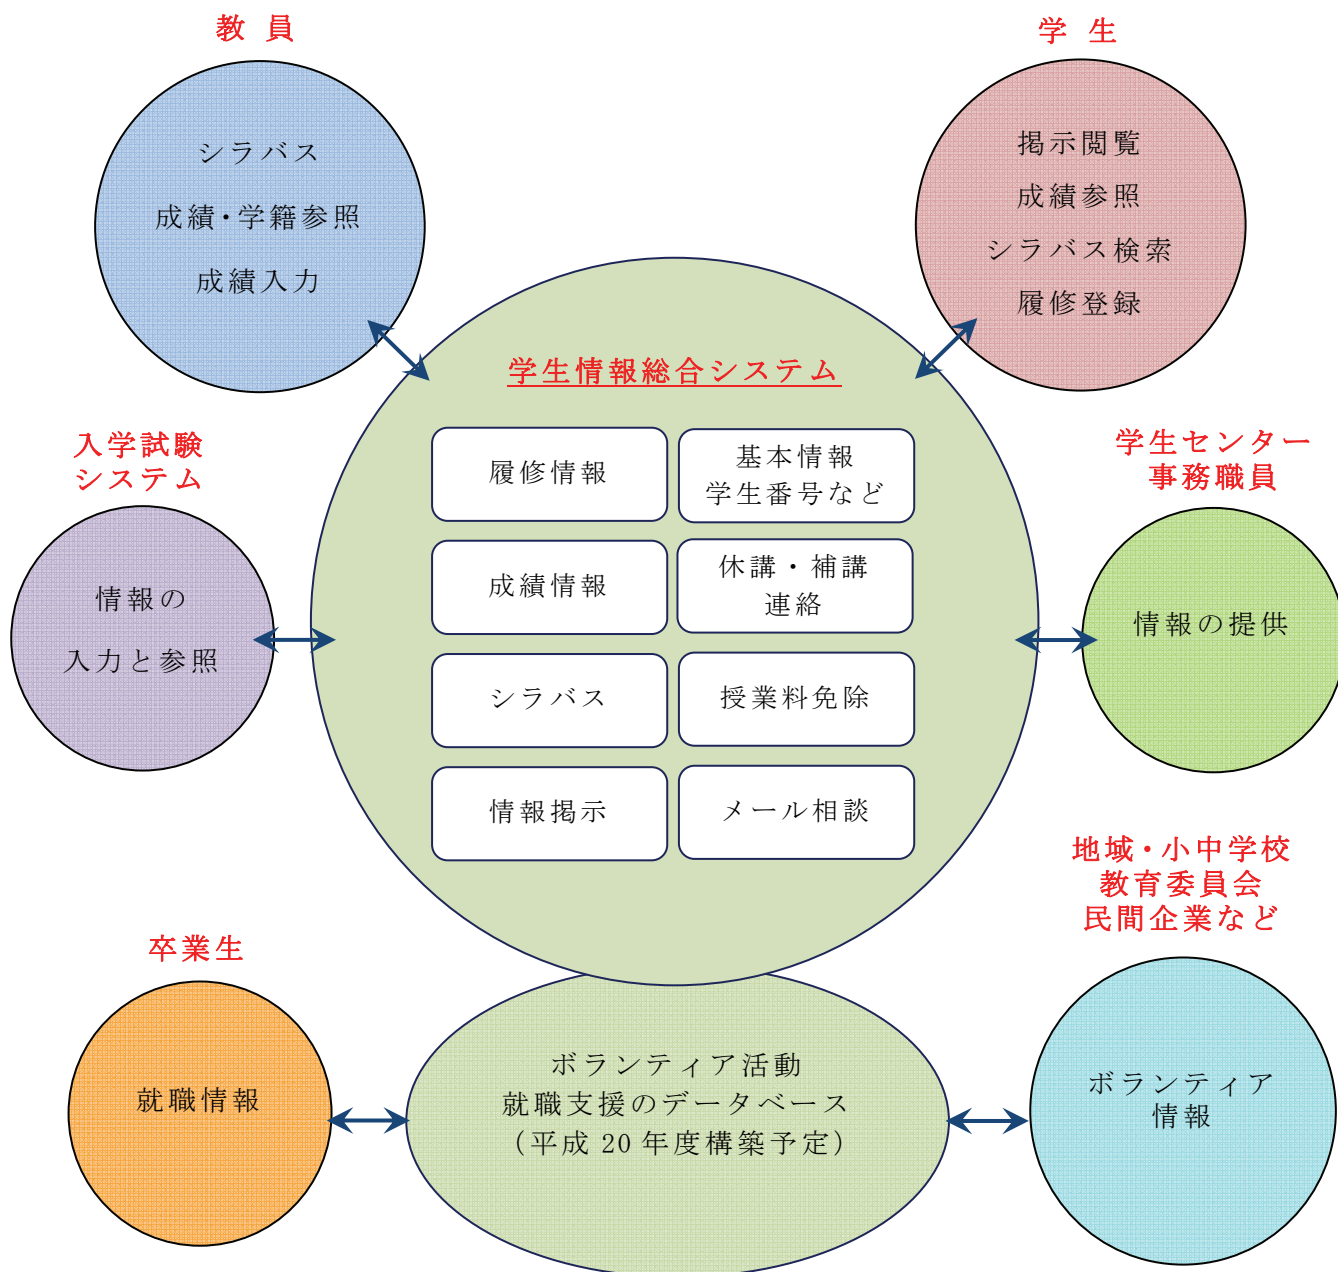 教 員
シラバス
成績・学籍参照
成績入力
学 生
掲示閲覧
成績参照
シラバス検索
履修登録
学生情報総合システム
履修情報
基本情報
学生番号など
成績情報
休講・補講
連絡
シラバス
授業料免除
情報掲示
メール相談
入学試験
システム
情報の
入力と参照
学生センター
事務職員
情報の提供
卒業生
就職情報
ボランティア活動
就職支援のデータベース
（平成 20 年度構築予定）
地域・小中学校
教育委員会
民間企業など
ボランティア
情報